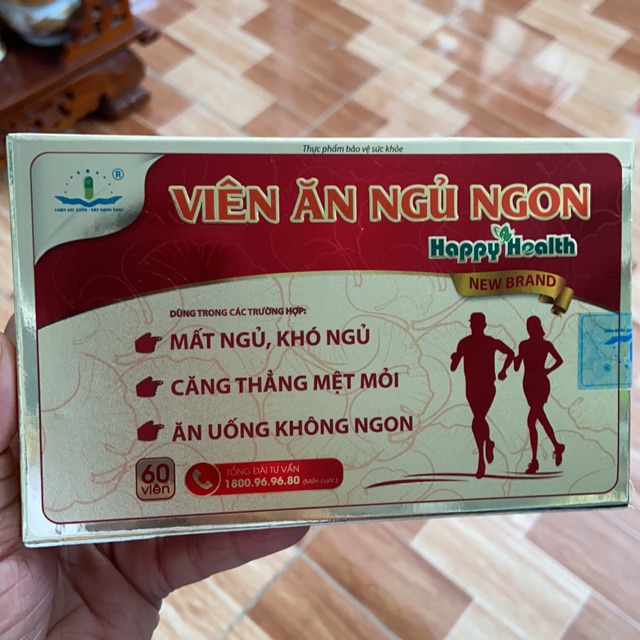 Thực phẩm bảo vệ sức khỏe
®
VIÊN ĂN NGỦ NGON
Happy Health
NEW BRAND
DÙNG TRONG CÁC TRƯỜNG HỢP:
MẤT NGỦ, KHÓ NGỦ
CĂNG THẲNG MỆT MỎI
ĂN UỐNG KHÔNG NGON
60
viên
TỔNG ĐÀI TƯ VẤN
1800.96.96.80 (Miễn cước)